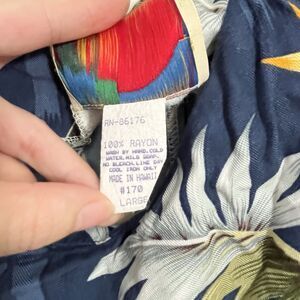 RN-86176
100% RAYON
WASH BY HAND.COLD
WATER.MILD SOAP.
NO BLEACH.LINE DRY
COOL IRON ONLY
MADE IN HAWAII
#170
LARGE